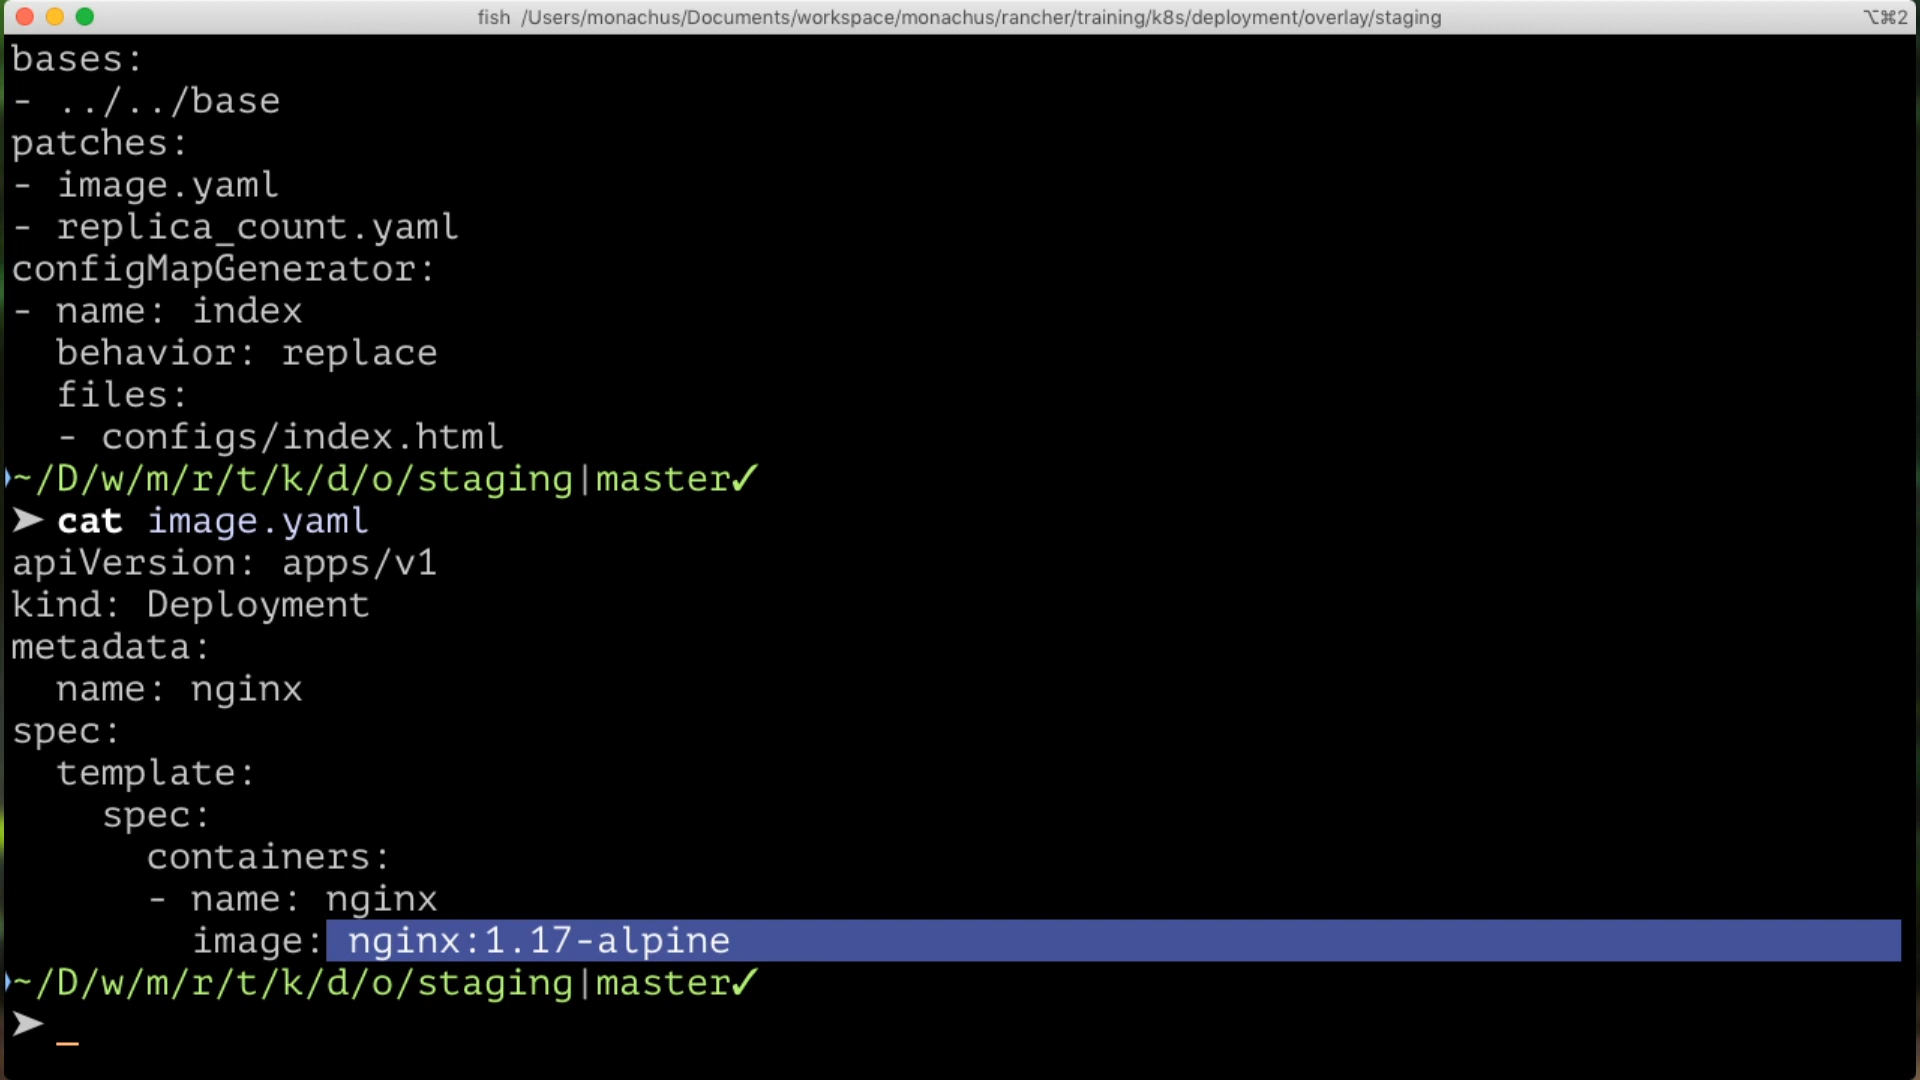 fish /Users/monachus/Documents/workspace/monachus/rancher/training/k8s/deployment/overlay/staging ⌥⌘2
bases:
- ../../base
patches:
- image.yaml
- replica_count.yaml
configMapGenerator:
- name: index
  behavior: replace
  files:
  - configs/index.html
~/D/w/m/r/t/k/d/o/staging|master✓
➤ cat image.yaml
apiVersion: apps/v1
kind: Deployment
metadata:
  name: nginx
spec:
  template:
    spec:
      containers:
      - name: nginx
        image: nginx:1.17-alpine
~/D/w/m/r/t/k/d/o/staging|master✓
➤ _